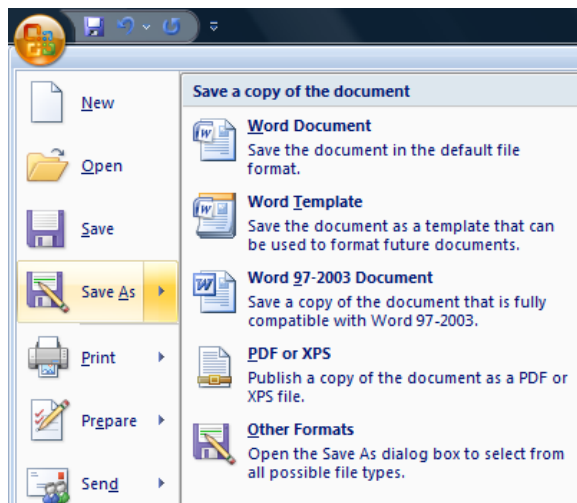 New
Open
Save
Save As
Print
Prepare
Send
Save a copy of the document
Word Document
Save the document in the default file
format.
Word Template
Save the document as a template that can
be used to format future documents.
Word 97-2003 Document
Save a copy of the document that is fully
compatible with Word 97-2003.
PDF or XPS
Publish a copy of the document as a PDF or
XPS file.
Other Formats
Open the Save As dialog box to select from
all possible file types.